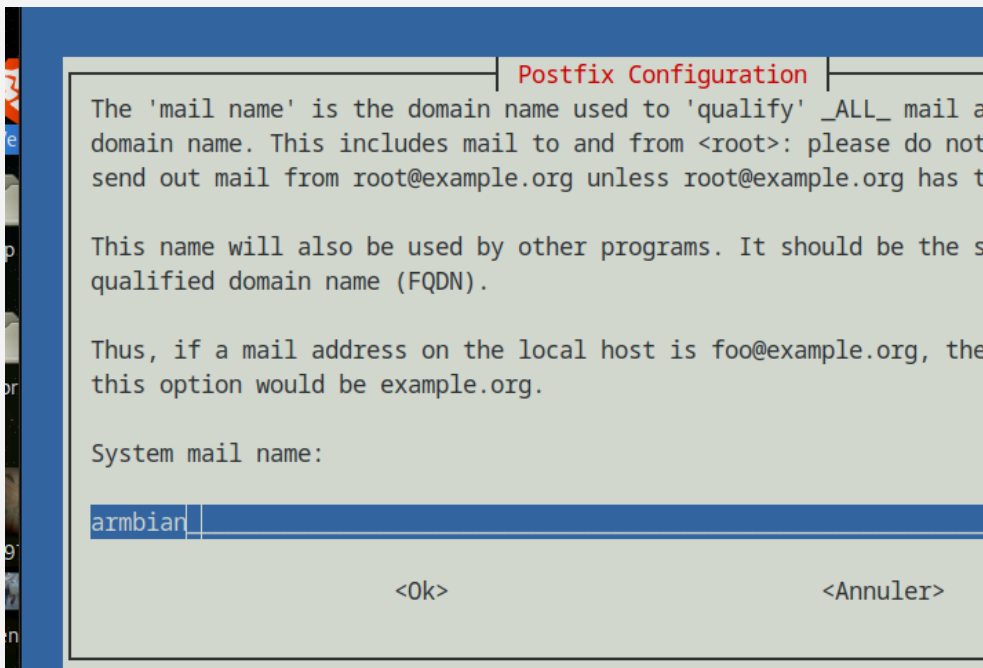 Postfix Configuration
The 'mail name' is the domain name used to 'qualify' _ALL_ mail a
domain name. This includes mail to and from <root>: please do not
send out mail from root@example.org unless root@example.org has t
This name will also be used by other programs. It should be the s
qualified domain name (FQDN).
Thus, if a mail address on the local host is foo@example.org, the
this option would be example.org.
System mail name:
armbian
<Ok> <Annuler>